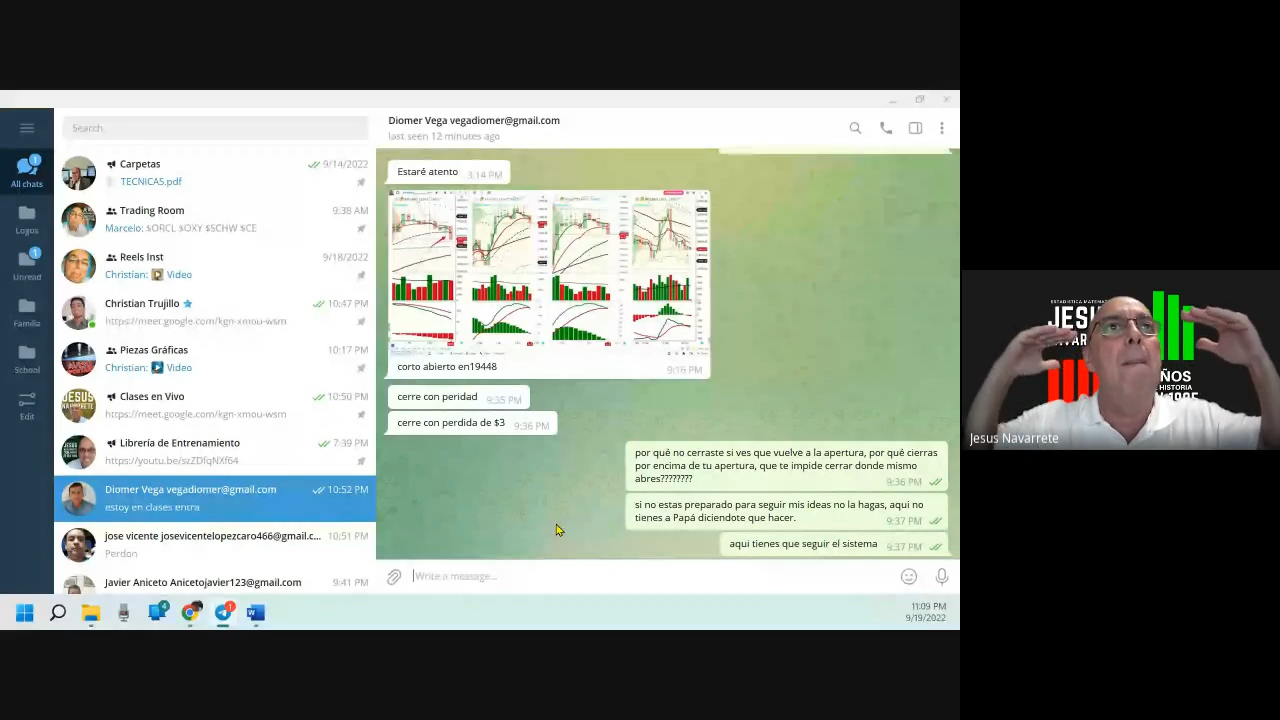 Search
All chats
Logos
Unread
Familia
School
Edit
Carpetas
9/14/2022
TECNICAS.pdf
Trading Room
9:38 AM
Marcelo: $ORCL $OXY $SCHW $CE
Reels Inst
9/18/2022
Christian: Video
Christian Trujillo
10:47 PM
https://meet.google.com/kgn-xmou-wsm
Piezas Gráficas
10:17 PM
Christian: Video
Clases en Vivo
10:50 PM
https://meet.google.com/kgn-xmou-wsm
Librería de Entrenamiento
7:39 PM
https://youtu.be/szZDfqNXf64
Diomer Vega vegadiomer@gmail.com
10:52 PM
estoy en clases entra
jose vicente josevicentelopezcaro466@gmail.c...
10:51 PM
Perdon
Javier Aniceto Anicetojavier123@gmail.com
9:41 PM
Diomer Vega vegadiomer@gmail.com
last seen 12 minutes ago
Estaré atento
3:14 PM
corto abierto en19448
9:16 PM
cerre con peridad
9:35 PM
cerre con perdida de $3
9:36 PM
por qué no cerraste si ves que vuelve a la apertura, por qué cierras
por encima de tu apertura, que te impide cerrar donde mismo
abres????????
9:36 PM
si no estas preparado para seguir mis ideas no la hagas, aqui no
tienes a Papá diciendote que hacer.
9:37 PM
aqui tienes que seguir el sistema
9:37 PM
Write a message...
11:09 PM
9/19/2022
Jesus Navarrete